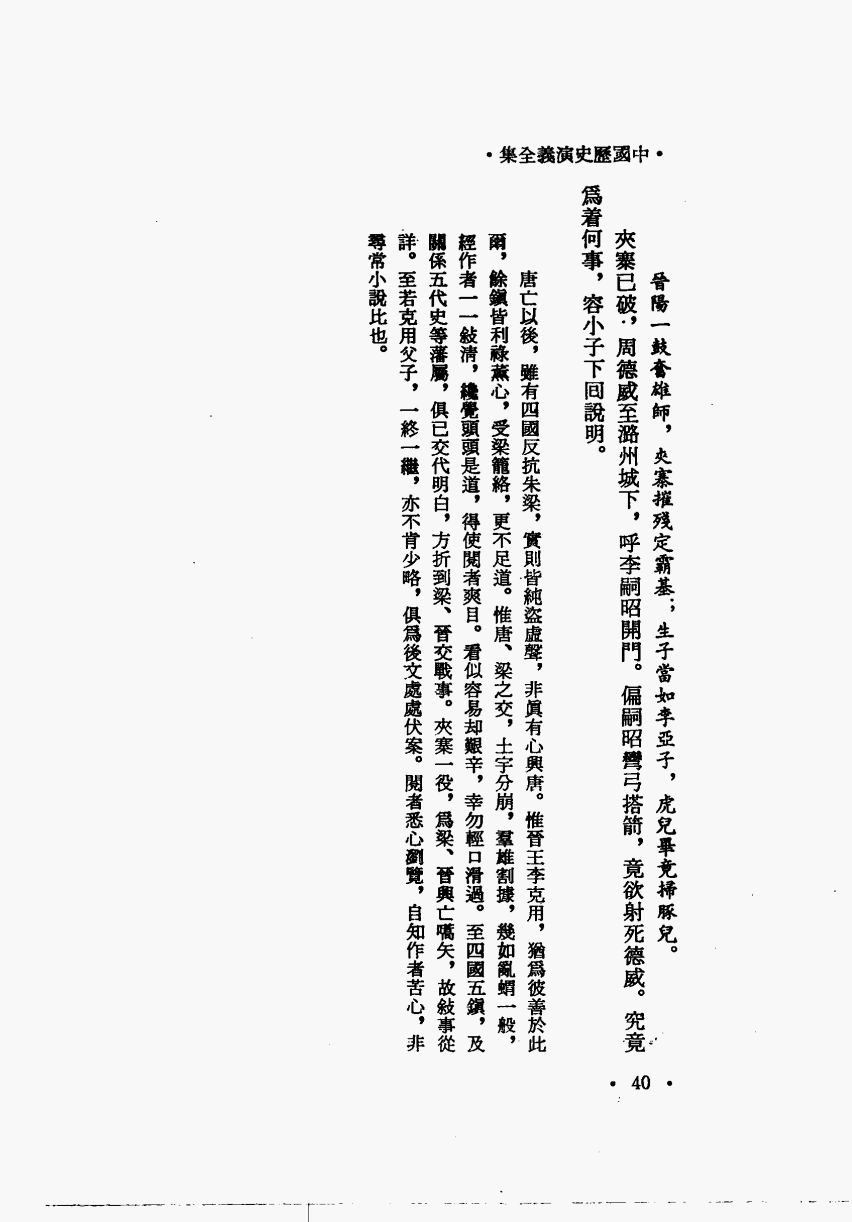 ·中國歷史演義全集·
晉陽一鼓奮雄師，夾寨摧殘定霸基；生子當如李亞子，虎兒畢竟掃豚兒。
夾寨已破，周德威至潞州城下，呼李嗣昭開門。偏嗣昭彎弓搭箭，竟欲射死德威。究竟
爲着何事，容小子下回說明。
唐亡以後，雖有四國反抗朱梁，實則皆純盜虛聲，非眞有心興唐。惟晉王李克用，猶爲彼善於此
爾，餘鎭皆利祿薰心，受梁籠絡，更不足道。惟唐、梁之交，土宇分崩，羣雄割據，幾如亂蝟一般，
經作者一一敍清，纔覺頭頭是道，得使閱者爽目。看似容易却艱辛，幸勿輕口滑過。至四國五鎭，及
關係五代史等藩屬，俱已交代明白，方折到梁、晉交戰事。夾寨一役，爲梁、晉興亡嚆矢，故敍事從
詳。至若克用父子，一終一繼，亦不肯少略，俱爲後文處處伏案。閱者悉心瀏覽，自知作者苦心，非
尋常小說比也。
· 40 ·